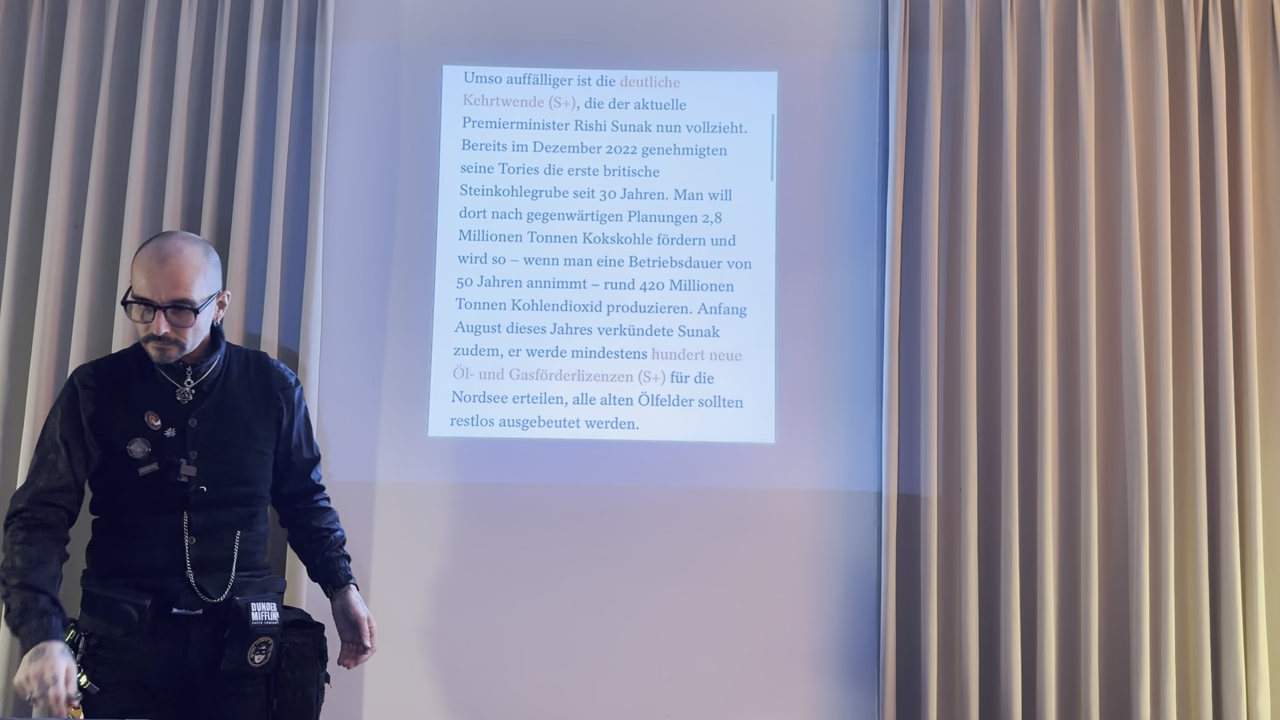 Umso auffälliger ist die deutliche
Kehrtwende (S+), die der aktuelle
Premierminister Rishi Sunak nun vollzieht.
Bereits im Dezember 2022 genehmigten
seine Tories die erste britische
Steinkohlegrube seit 30 Jahren. Man will
dort nach gegenwärtigen Planungen 2,8
Millionen Tonnen Kokskohle fördern und
wird so – wenn man eine Betriebsdauer von
50 Jahren annimmt – rund 420 Millionen
Tonnen Kohlendioxid produzieren. Anfang
August dieses Jahres verkündete Sunak
zudem, er werde mindestens hundert neue
Öl- und Gasförderlizenzen (S+) für die
Nordsee erteilen, alle alten Ölfelder sollten
restlos ausgebeutet werden.
DUNDER
MIFFLIN